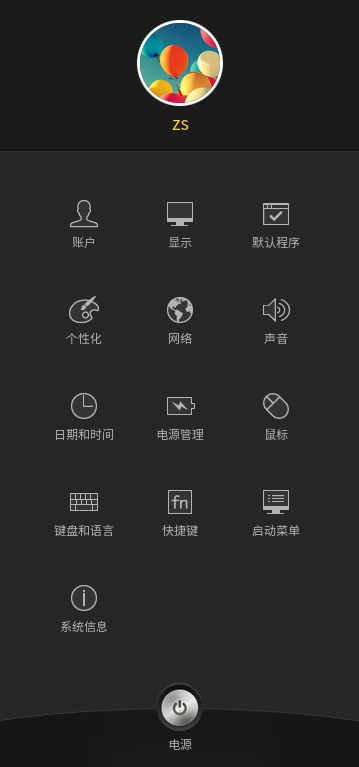 ZS
账户 显示 默认程序
个性化 网络 声音
日期和时间 电源管理 鼠标
fn
键盘和语言 快捷键 启动菜单
系统信息
电源